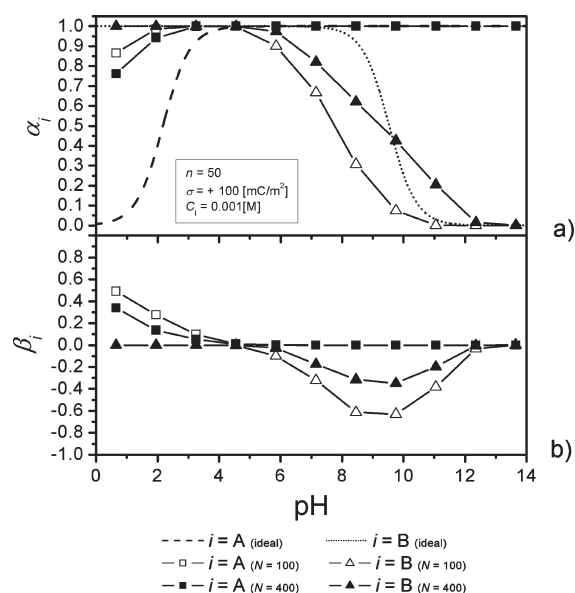 1.0
0.9
0.8
0.7
0.6
0.5
0.4
0.3
0.2
0.1
0.0
αi
n = 50
σ = + 100 [mC/m²]
Ci = 0.001[M]
a)
0.8
0.6
0.4
0.2
0.0
-0.2
-0.4
-0.6
-0.8
-1.0
βi
b)
0 2 4 6 8 10 12 14
pH
i = A (ideal) i = B (ideal)
i = A (N = 100) i = B (N = 100)
i = A (N = 400) i = B (N = 400)